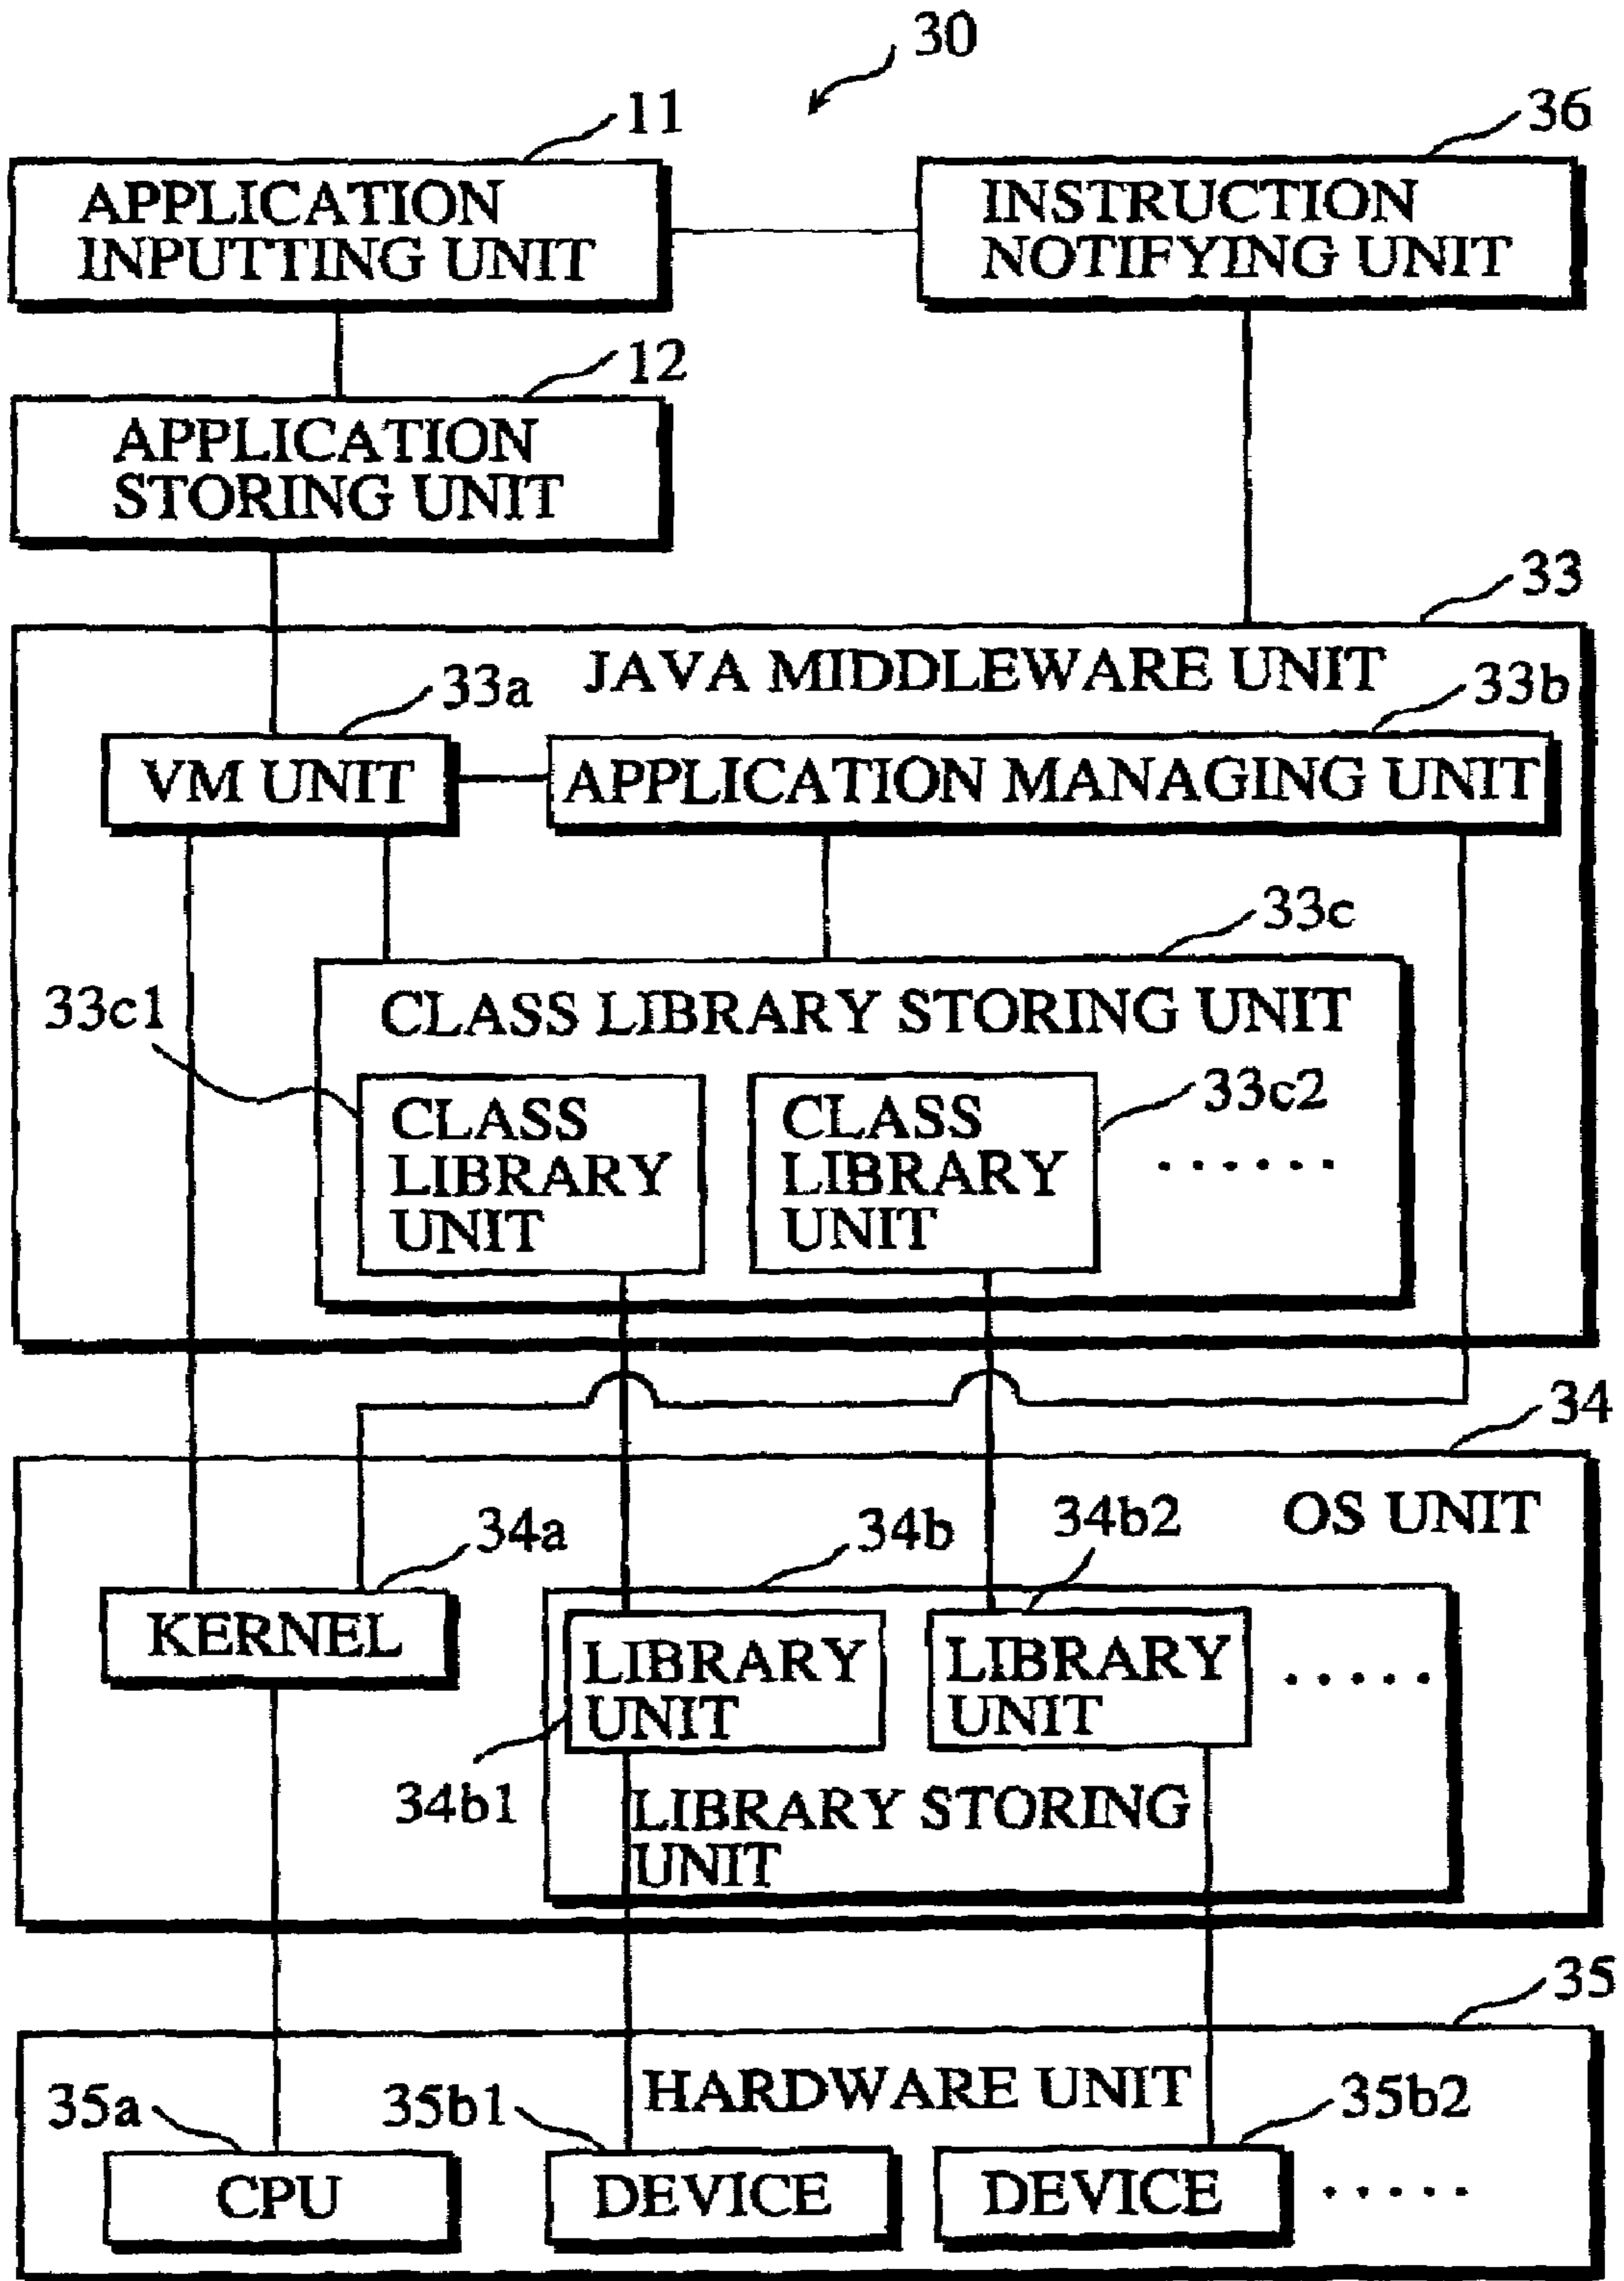 30
11
36
APPLICATION
INPUTTING UNIT
INSTRUCTION
NOTIFYING UNIT
12
APPLICATION
STORING UNIT
33
JAVA MIDDLEWARE UNIT
33a
33b
VM UNIT
APPLICATION MANAGING UNIT
33c
33c1
CLASS LIBRARY STORING UNIT
CLASS
LIBRARY
UNIT
33c2
CLASS
LIBRARY
UNIT
......
34
OS UNIT
34a
34b
34b2
KERNEL
LIBRARY
UNIT
LIBRARY
UNIT
.....
34b1
LIBRARY STORING
UNIT
35
HARDWARE UNIT
35a
35b1
35b2
CPU
DEVICE
DEVICE
.....